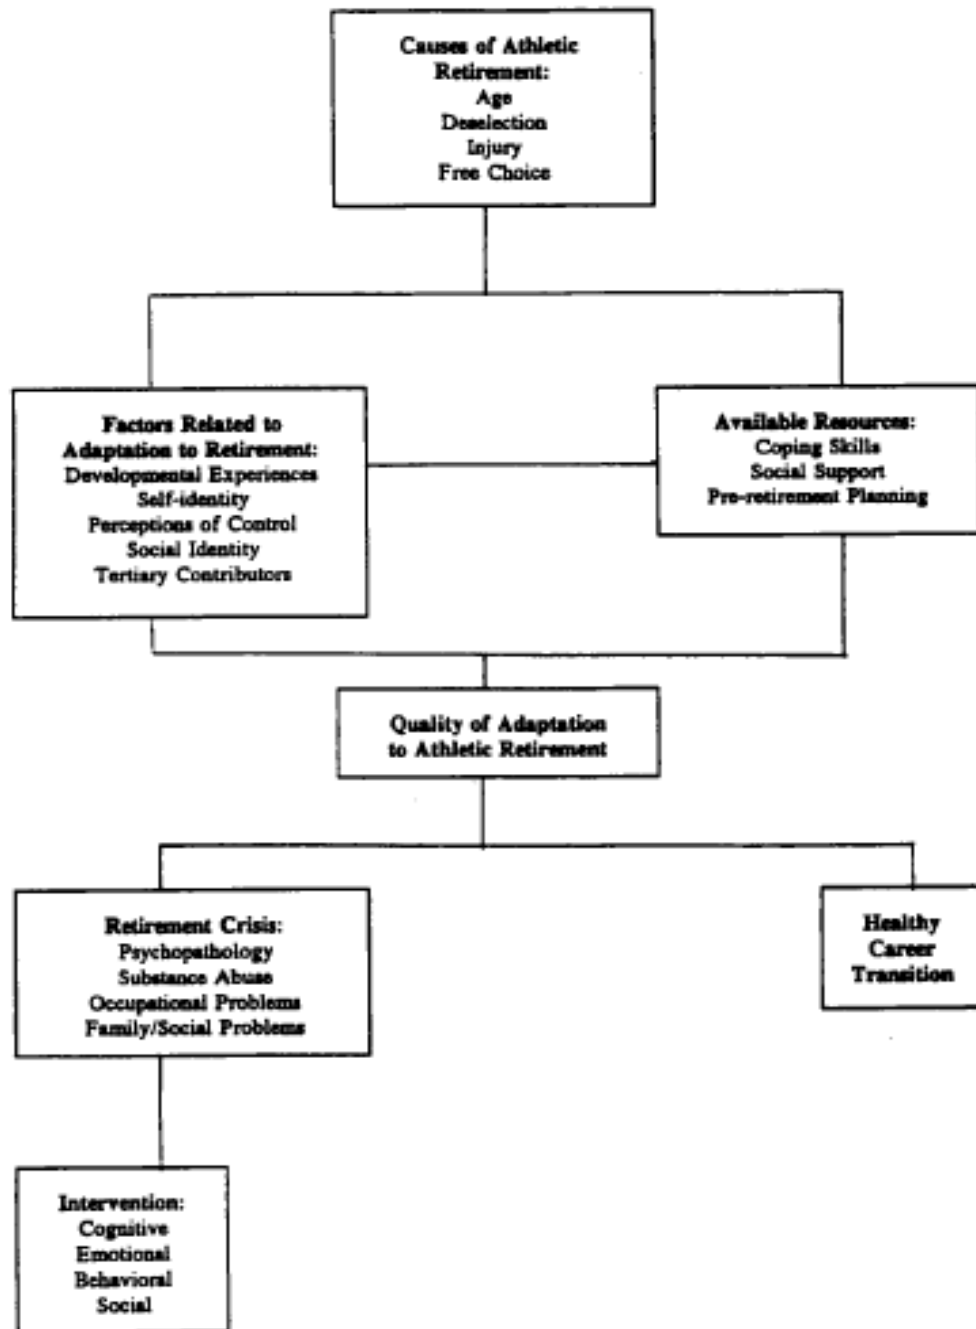 Causes of Athletic
Retirement:
Age
Deselection
Injury
Free Choice
Factors Related to
Adaptation to Retirement:
Developmental Experiences
Self-identity
Perceptions of Control
Social Identity
Tertiary Contributors
Available Resources:
Coping Skills
Social Support
Pre-retirement Planning
Quality of Adaptation
to Athletic Retirement
Retirement Crisis:
Psychopathology
Substance Abuse
Occupational Problems
Family/Social Problems
Healthy
Career
Transition
Intervention:
Cognitive
Emotional
Behavioral
Social